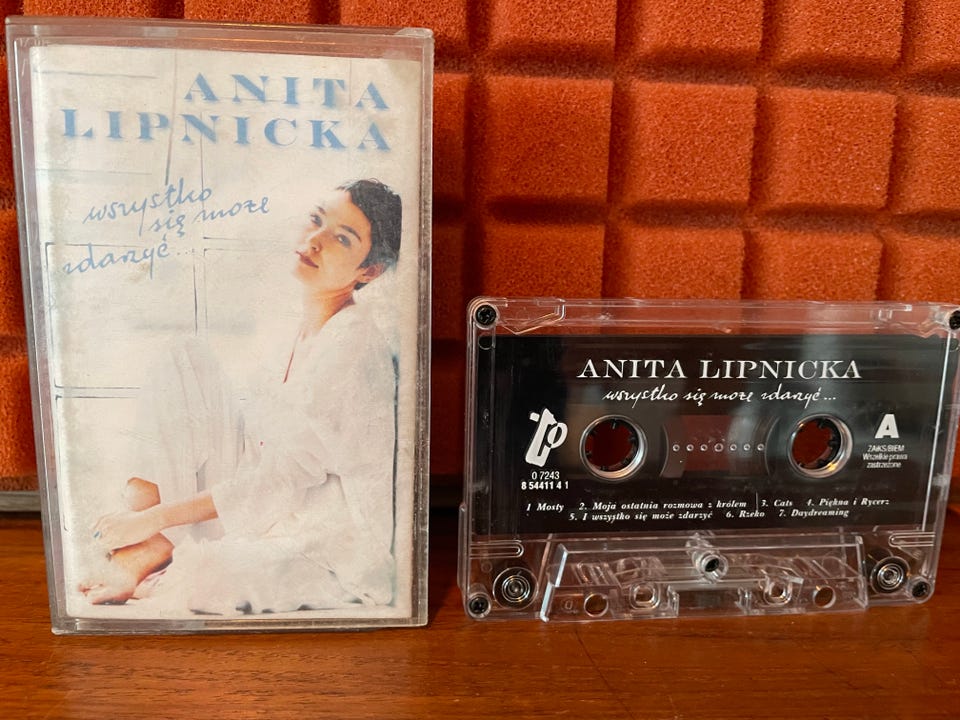 ANITA
LIPNICKA
wszystko
się może
zdarzyć...
ANITA LIPNICKA
wszystko się może zdarzyć...
A
ZAiKS/BIEM
Wszelkie prawa
zastrzeżone
0 7243
8 54411 4 1
1 Mosty 2. Moja ostatnia rozmowa z królem 3. Cats 4. Piękna i Rycerz
5. I wszystko się może zdarzyć 6. Rzeko 7. Daydreaming